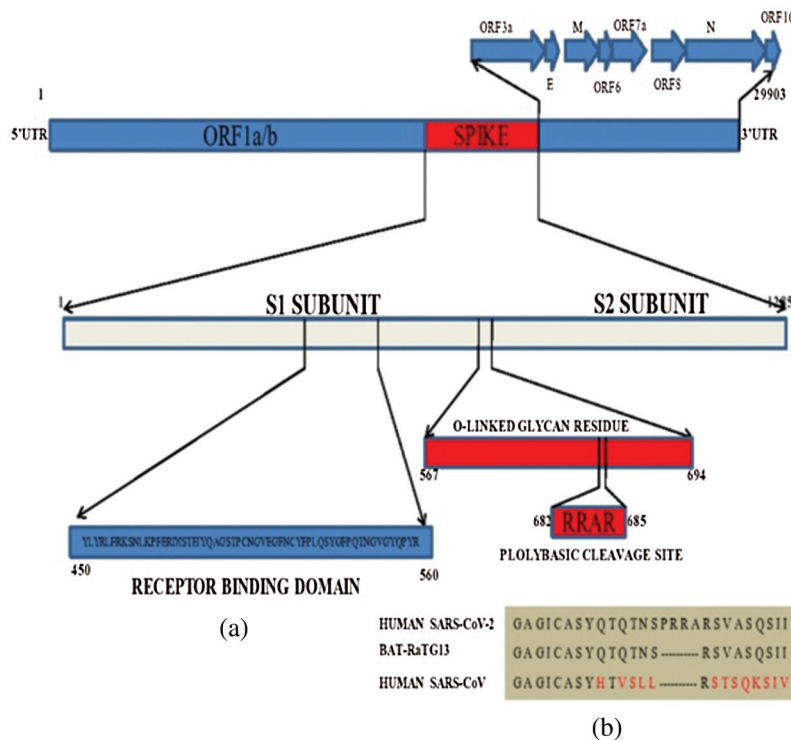 ORF3a M ORF7a N
E ORF6 ORF8
1 29903
5'UTR ORF1a/b SPIKE 3'UTR
1 S1 SUBUNIT S2 SUBUNIT
O-LINKED GLYCAN RESIDUE
567 694
682 RRAR 685
PLOLYBASIC CLEAVAGE SITE
450 560
RECEPTOR BINDING DOMAIN
(a)
HUMAN SARS-CoV-2 GAGICASYQTQTNSPRRARSVASQSII
BAT-RaTG13 GAGICASYQTQTNS---------RSVASQSII
HUMAN SARS-CoV GAGICASYHTVSLL---------RSTSQKSIV
(b)